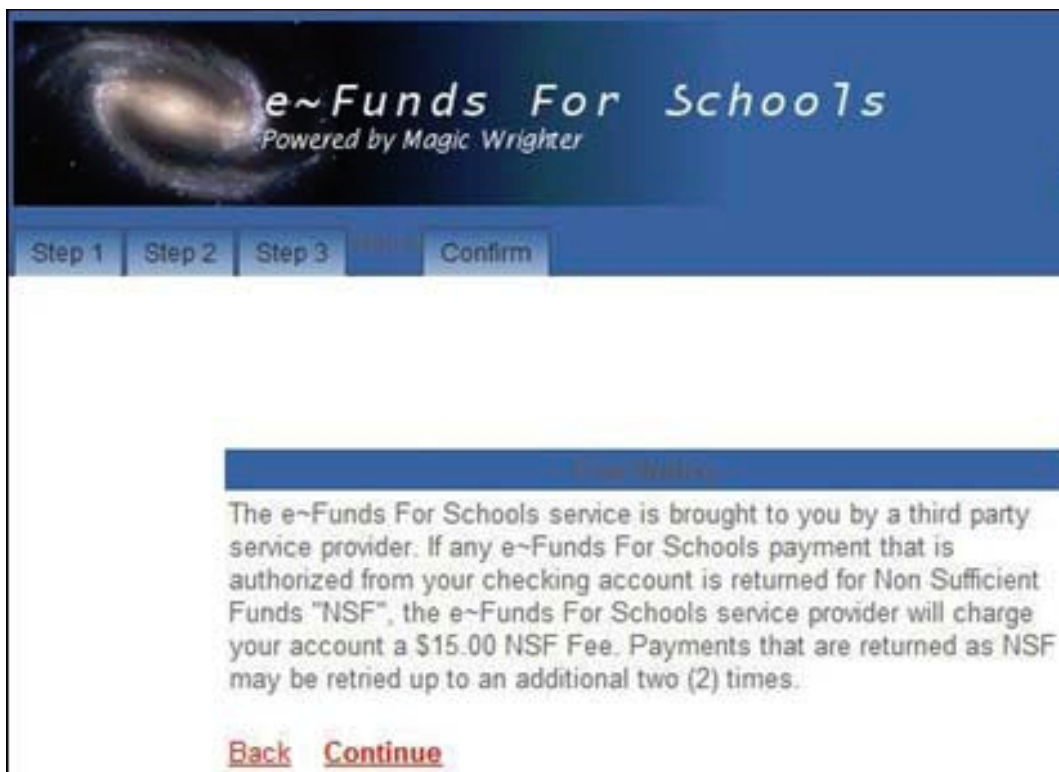 e~Funds For Schools
Powered by Magic Wrighter
Step 1 Step 2 Step 3 Confirm
The e~Funds For Schools service is brought to you by a third party
service provider. If any e~Funds For Schools payment that is
authorized from your checking account is returned for Non Sufficient
Funds "NSF", the e~Funds For Schools service provider will charge
your account a $15.00 NSF Fee. Payments that are returned as NSF
may be retried up to an additional two (2) times.
Back Continue